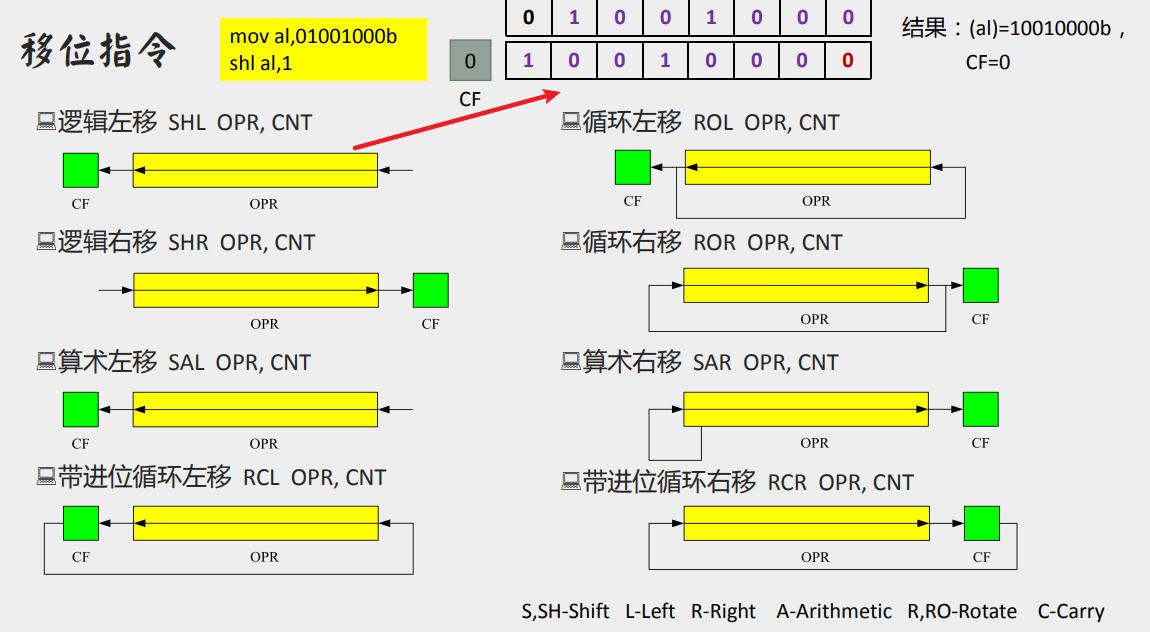 移位指令
mov al,01001000b
shl al,1
0 1 0 0 1 0 0 0
0 1 0 0 1 0 0 0 0
CF
结果：(al)=10010000b，
CF=0
逻辑左移 SHL OPR, CNT
CF OPR
循环左移 ROL OPR, CNT
CF OPR
逻辑右移 SHR OPR, CNT
OPR CF
循环右移 ROR OPR, CNT
OPR CF
算术左移 SAL OPR, CNT
CF OPR
算术右移 SAR OPR, CNT
OPR CF
带进位循环左移 RCL OPR, CNT
CF OPR
带进位循环右移 RCR OPR, CNT
OPR CF
S,SH-Shift L-Left R-Right A-Arithmetic R,RO-Rotate C-Carry